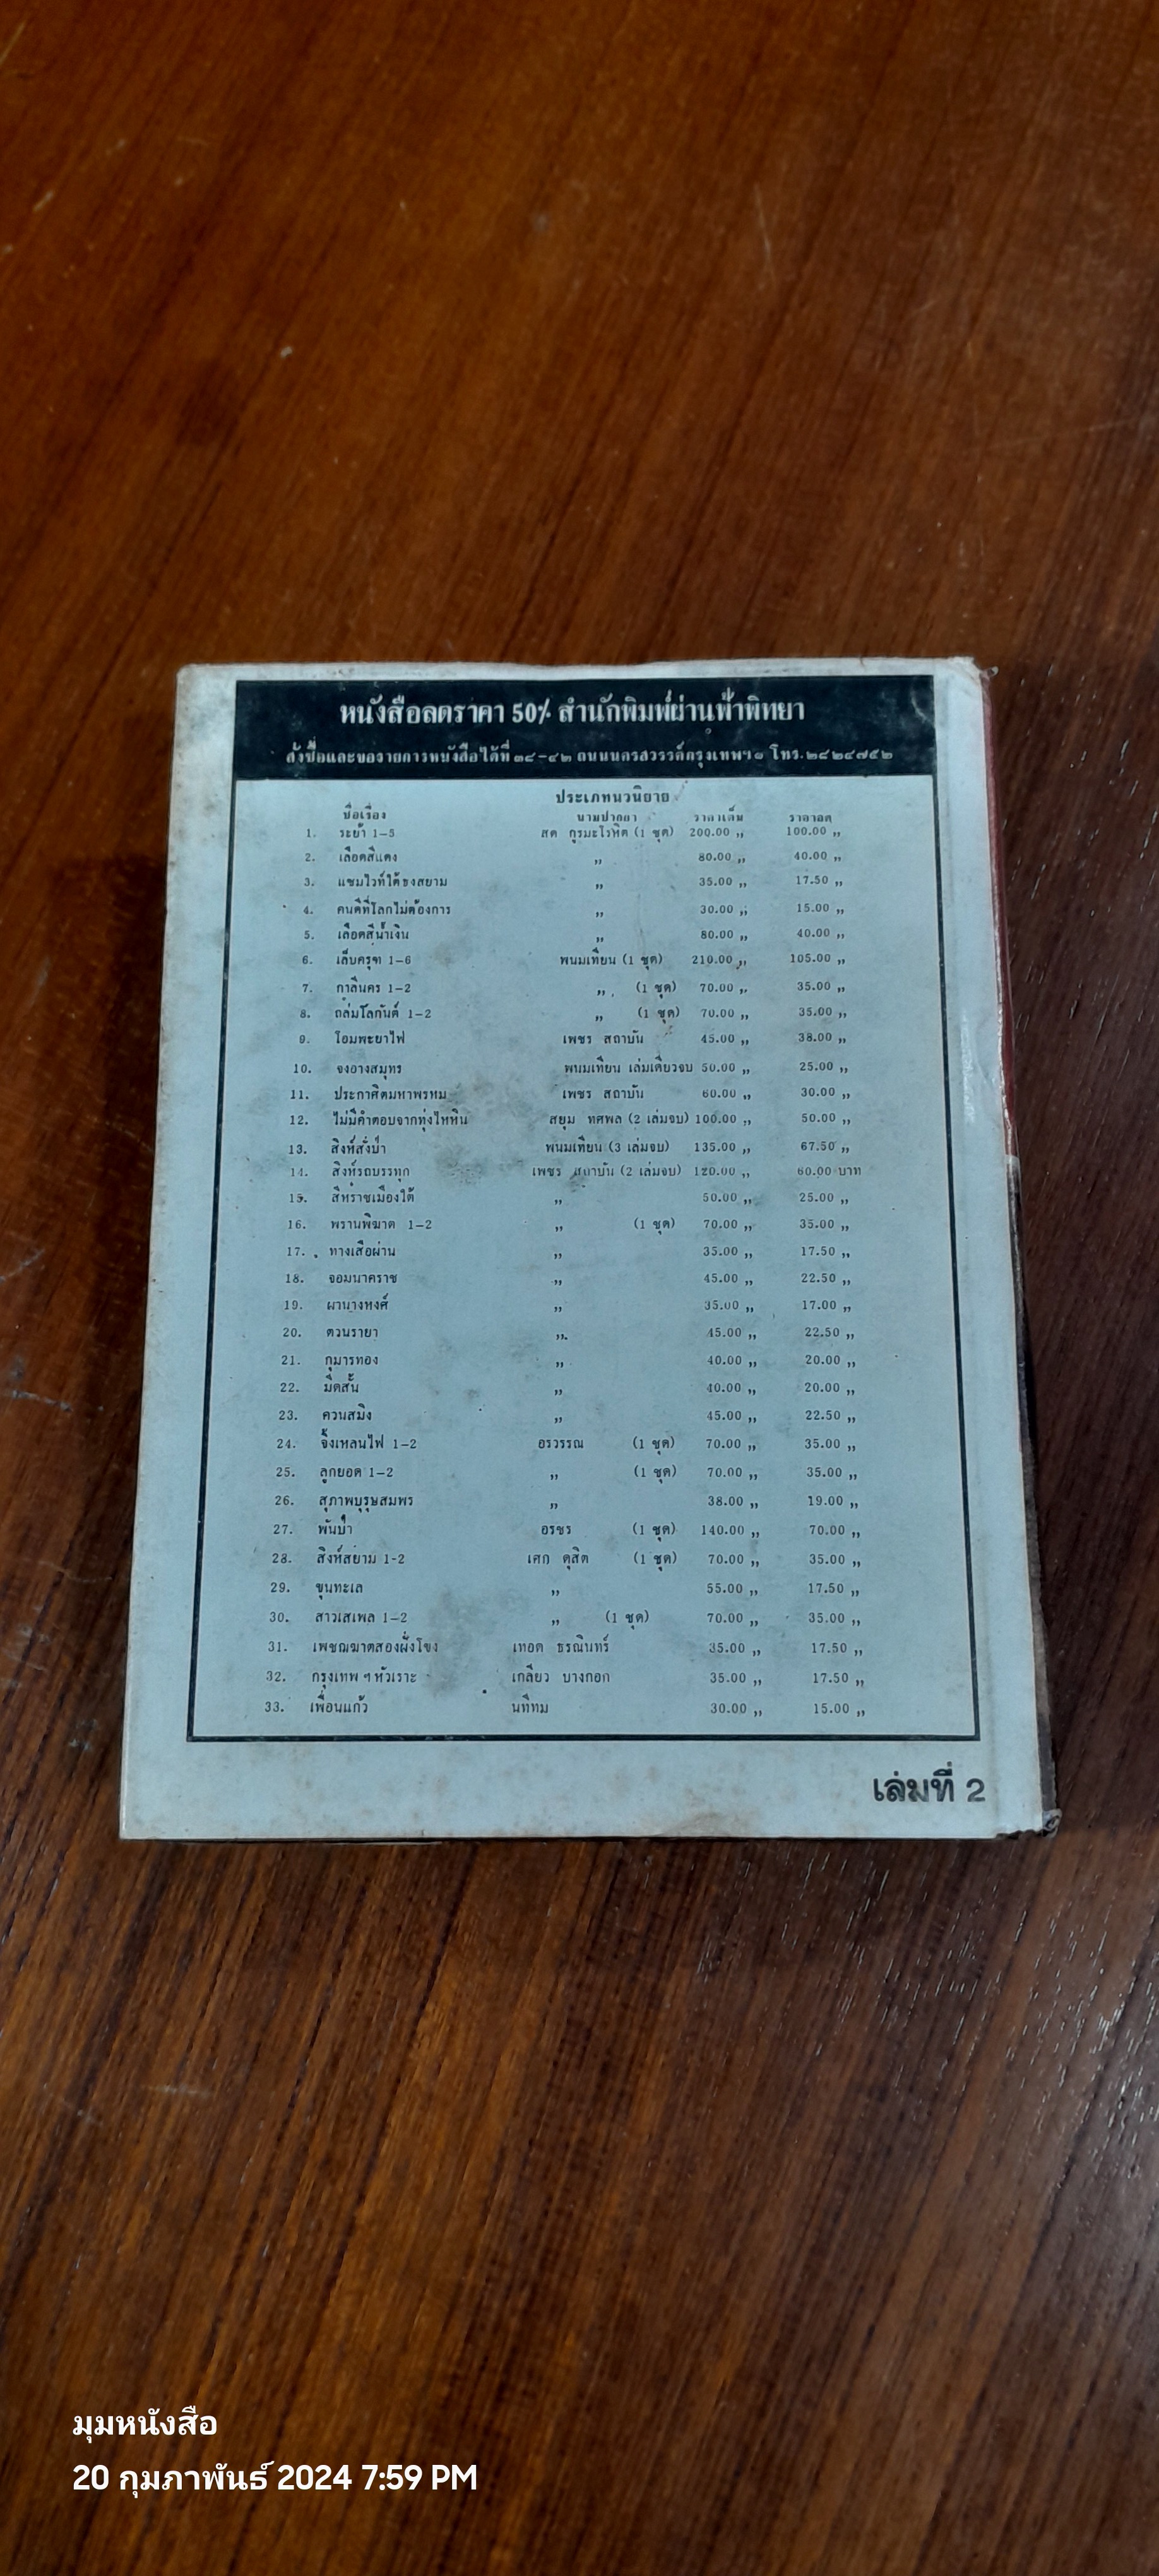 หนังสือลดราคา 50% สำนักพิมพ์ผ่านฟ้าพิทยา
สั่งซื้อและขอรายการหนังสือได้ที่ ๓๘-๔๒ ถนนนครสวรรค์กรุงเทพฯ๑ โทร.๒๘๒๔๗๕๒
ประเภทนวนิยาย
ชื่อเรื่อง นามปากกา ราคาเต็ม ราคาลด
1. ระย้า 1-5 สด กูรมะโรหิต (1 ชุด) 200.00 ,, 100.00 ,,
2. เลือดสีแดง ,, 80.00 ,, 40.00 ,,
3. แซมไวท์ใต้ธงสยาม ,, 35.00 ,, 17.50 ,,
4. คนดีที่โลกไม่ต้องการ ,, 30.00 ,, 15.00 ,,
5. เลือดสีน้ำเงิน ,, 80.00 ,, 40.00 ,,
6. เล็บครุฑ 1-6 พนมเทียน (1 ชุด) 210.00 ,, 105.00 ,,
7. กาลีนคร 1-2 ,, (1 ชุด) 70.00 ,, 35.00 ,,
8. ถล่มโลกันต์ 1-2 ,, (1 ชุด) 70.00 ,, 35.00 ,,
9. โอมพะยาไฟ เพชร สถาบัน 45.00 ,, 38.00 ,,
10. จงอางสมุทร พนมเทียน เล่มเดียวจบ 50.00 ,, 25.00 ,,
11. ประกาศิตมหาพรหม เพชร สถาบัน 60.00 ,, 30.00 ,,
12. ไม่มีคำตอบจากทุ่งไหหิน สยุม ทศพล (2 เล่มจบ) 100.00 ,, 50.00 ,,
13. สิงห์สั่งป่า พนมเทียน (3 เล่มจบ) 135.00 ,, 67.50 ,,
14. สิงห์รถบรรทุก เพชร สถาบัน (2 เล่มจบ) 120.00 ,, 60.00 บาท
15. สีหราชเมืองใต้ ,, 50.00 ,, 25.00 ,,
16. พรานพิฆาต 1-2 ,, (1 ชุด) 70.00 ,, 35.00 ,,
17. ทางเสือผ่าน ,, 35.00 ,, 17.50 ,,
18. จอมนาคราช ,, 45.00 ,, 22.50 ,,
19. ผานางหงศ์ ,, 35.00 ,, 17.00 ,,
20. ตวนรายา ,, 45.00 ,, 22.50 ,,
21. กุมารทอง ,, 40.00 ,, 20.00 ,,
22. มีดสั้น ,, 40.00 ,, 20.00 ,,
23. ควนสมิง ,, 45.00 ,, 22.50 ,,
24. จิ้งเหลนไฟ 1-2 อรวรรณ (1 ชุด) 70.00 ,, 35.00 ,,
25. ลูกยอด 1-2 ,, (1 ชุด) 70.00 ,, 35.00 ,,
26. สุภาพบุรุษสมพร ,, 38.00 ,, 19.00 ,,
27. พันป่า อรชร (1 ชุด) 140.00 ,, 70.00 ,,
28. สิงห์สยาม 1-2 เศก ดุสิต (1 ชุด) 70.00 ,, 35.00 ,,
29. ขุนทะเล ,, 55.00 ,, 17.50 ,,
30. สาวเสเพล 1-2 ,, (1 ชุด) 70.00 ,, 35.00 ,,
31. เพชฌฆาตสองฝั่งโขง เทอด ธรณินทร์ 35.00 ,, 17.50 ,,
32. กรุงเทพ ฯ หัวเราะ เกลียว บางกอก 35.00 ,, 17.50 ,,
33. เพื่อนแก้ว นทีทม 30.00 ,, 15.00 ,,
เล่มที่ 2
มุมหนังสือ
20 กุมภาพันธ์ 2024 7:59 PM